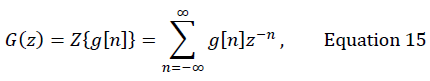 G(z) = Z{g[n]} = ∑_{n=−∞}^{∞} g[n]z⁻ⁿ , Equation 15